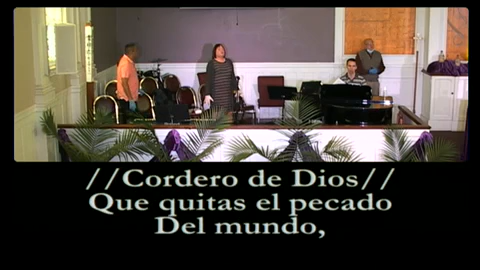 //Cordero de Dios//
Que quitas el pecado
Del mundo,